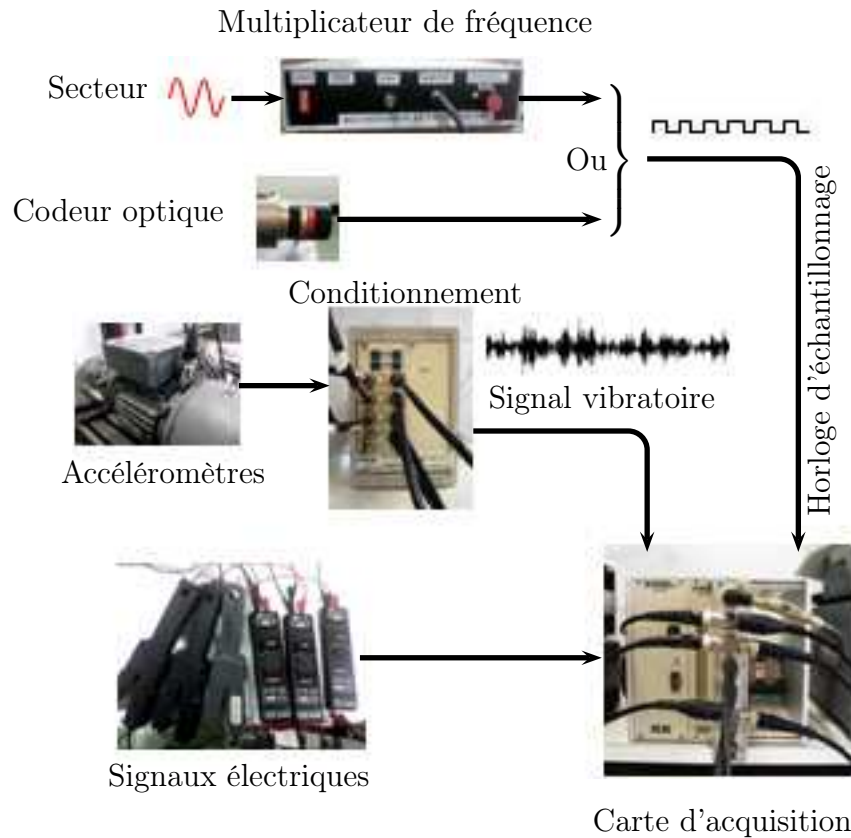 Multiplicateur de fréquence
Secteur
Ou
Codeur optique
Conditionnement
Signal vibratoire
Accéléromètres
Horloge d'échantillonnage
Signaux électriques
Carte d'acquisition